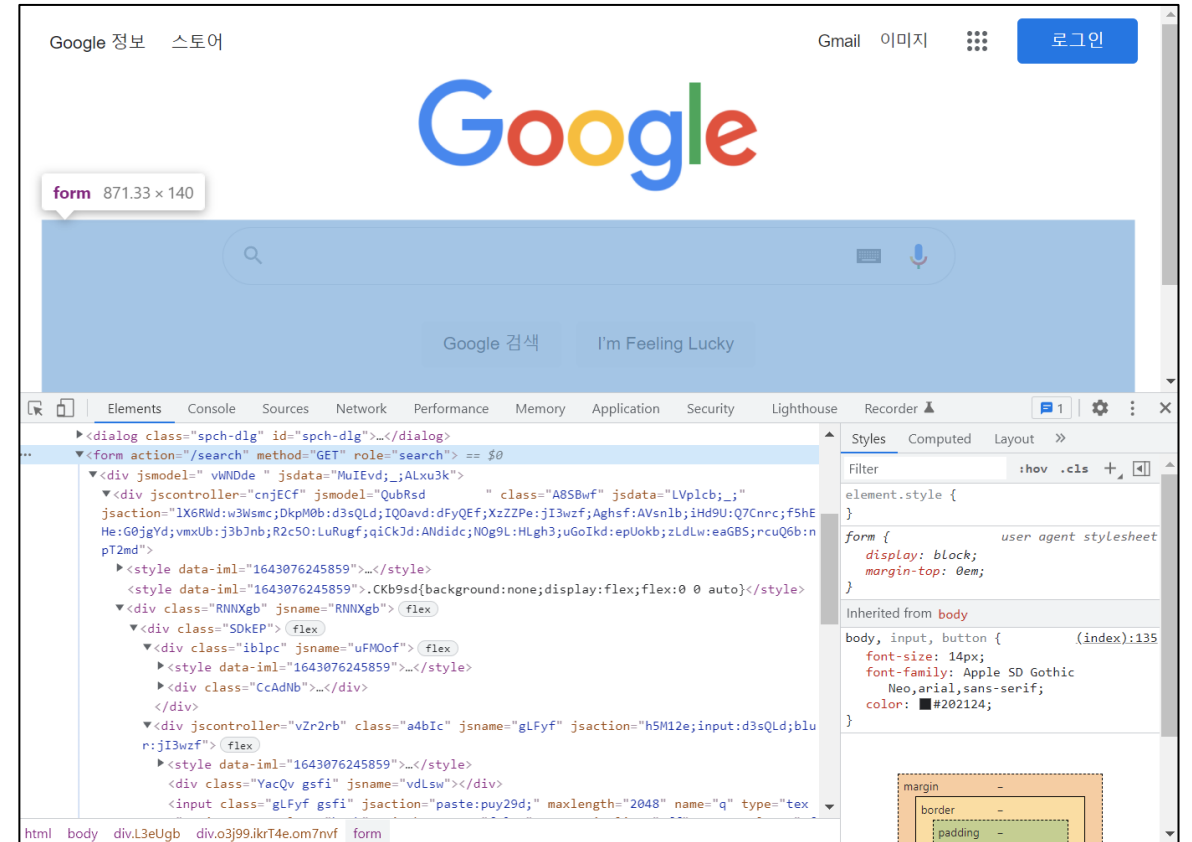 Google 정보 스토어 Gmail 이미지 로그인
Google
form 871.33 × 140
Google 검색 I'm Feeling Lucky
Elements Console Sources Network Performance Memory Application Security Lighthouse Recorder 1
<dialog class="spch-dlg" id="spch-dlg">…</dialog>
<form action="/search" method="GET" role="search"> == $0
<div jsmodel=" vWNDde " jsdata="MuIEvd;_;ALxu3k">
<div jscontroller="cnjECf" jsmodel="QubRsd " class="A8SBwf" jsdata="LVplcb;_;"
jsaction="lX6RWd:w3Wsmc;DkpM0b:d3sQLd;IQOavd:dFyQEf;XzZZPe:jI3wzf;Aghsf:AVsnlb;iHd9U:Q7Cnrc;f5hE
He:G0jgYd;vmxUb:j3bJnb;R2c5O:LuRugf;qiCkJd:ANdidc;NOg9L:HLgh3;uGoIkd:epUokb;zLdLw:eaGBS;rcuQ6b:n
pT2md">
<style data-iml="1643076245859">…</style>
<style data-iml="1643076245859">.CKb9sd{background:none;display:flex;flex:0 0 auto}</style>
<div class="RNNXgb" jsname="RNNXgb"> flex
<div class="SDkEP"> flex
<div class="iblpc" jsname="uFMOof"> flex
<style data-iml="1643076245859">…</style>
<div class="CcAdNb">…</div>
</div>
<div jscontroller="vZr2rb" class="a4bIc" jsname="gLFyf" jsaction="h5M12e;input:d3sQLd;blu
r:jI3wzf"> flex
<style data-iml="1643076245859">…</style>
<div class="YacQv gsfi" jsname="vdLsw"></div>
<input class="gLFyf gsfi" jsaction="paste:puy29d;" maxlength="2048" name="q" type="tex
html body div.L3eUgb div.o3j99.ikrT4e.om7nvf form
Styles Computed Layout
Filter :hov .cls
element.style {
}
form { user agent stylesheet
display: block;
margin-top: 0em;
}
Inherited from body
body, input, button { (index):135
font-size: 14px;
font-family: Apple SD Gothic
Neo,arial,sans-serif;
color: #202124;
}
margin -
border -
padding -